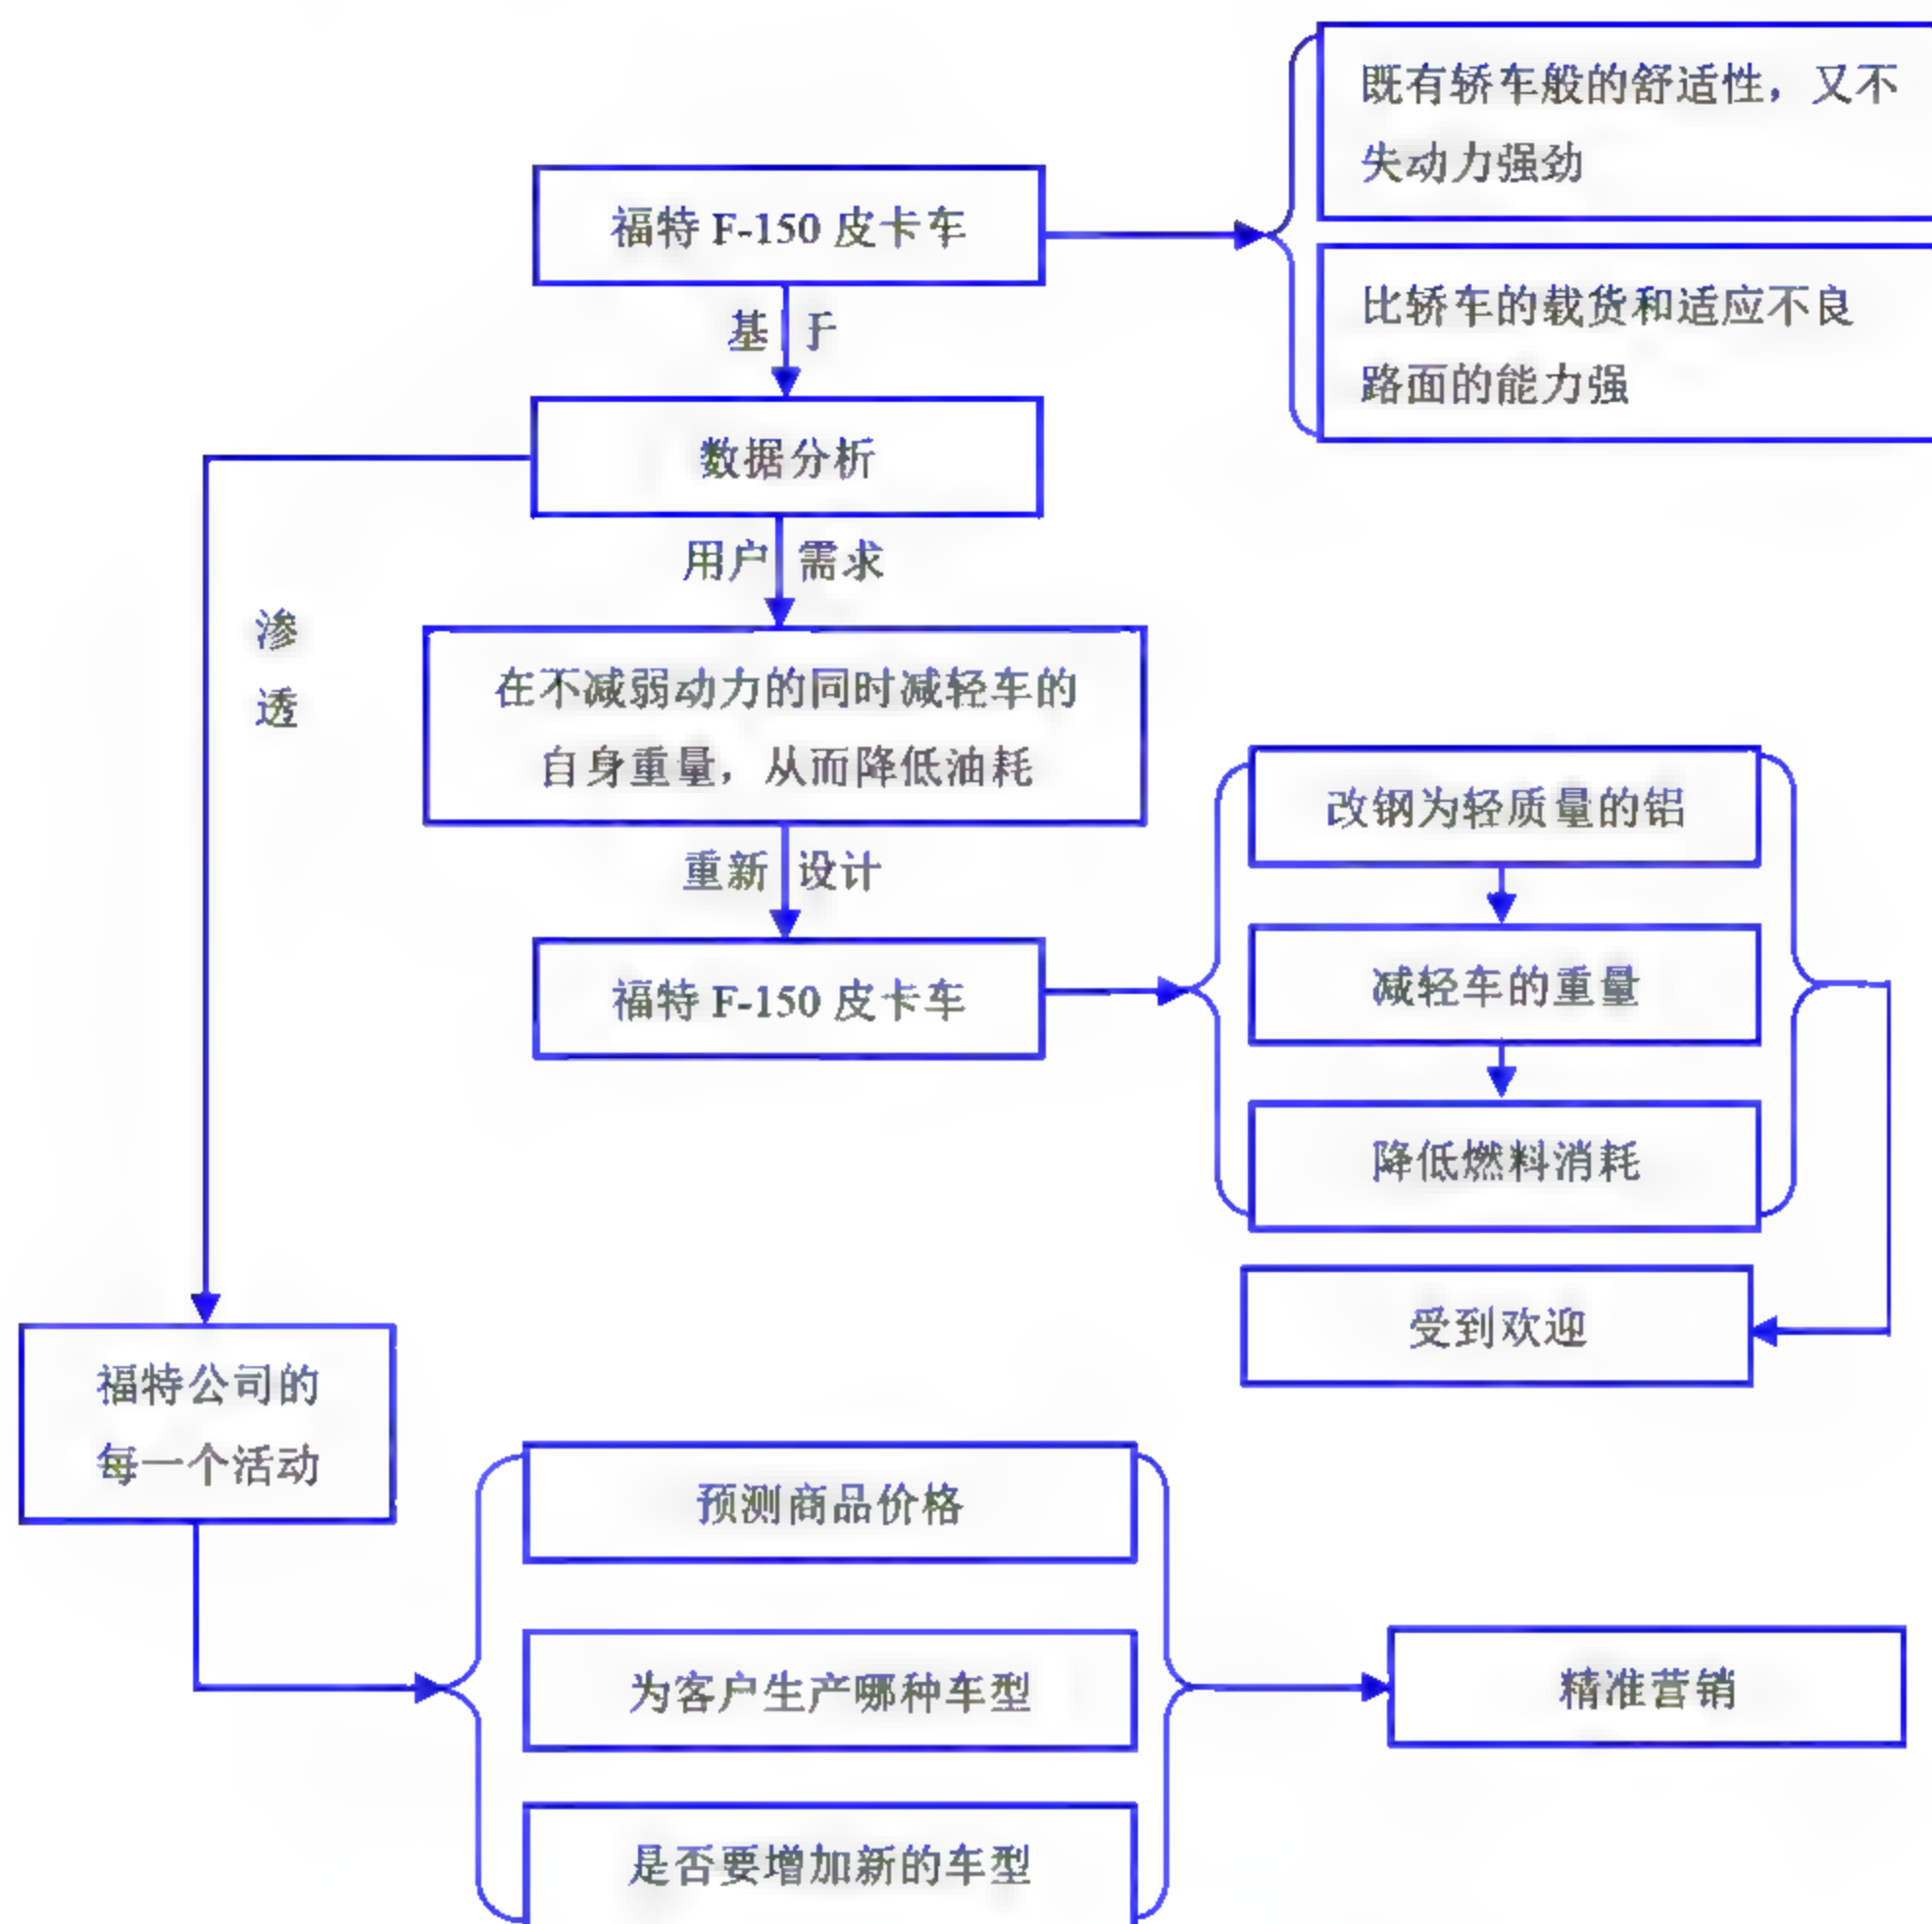 既有轿车般的舒适性，又不
失动力强劲
福特 F-150 皮卡车
比轿车的载货和适应不良
路面的能力强
基于
数据分析
用户需求
渗
透
在不减弱动力的同时减轻车的
自身重量，从而降低油耗
改钢为轻质量的铝
重新设计
福特 F-150 皮卡车
减轻车的重量
降低燃料消耗
受到欢迎
福特公司的
每一个活动
预测商品价格
为客户生产哪种车型
精准营销
是否要增加新的车型